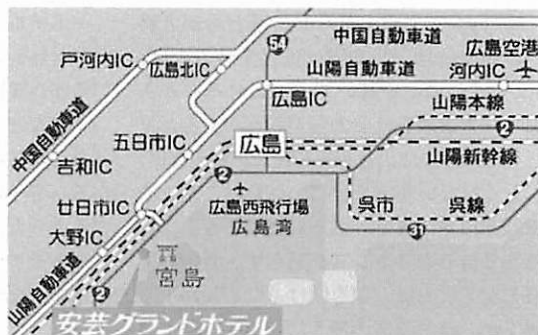 54
中国自動車道
広島空港
戸河内IC
広島北IC
山陽自動車道
河内IC
広島IC
山陽本線
中国自動車道
五日市IC
広島
2
山陽新幹線
吉和IC
2
廿日市IC
広島西飛行場
広島湾
呉市
呉線
31
大野IC
宮島
山陽自動車道
2
安芸グランドホテル